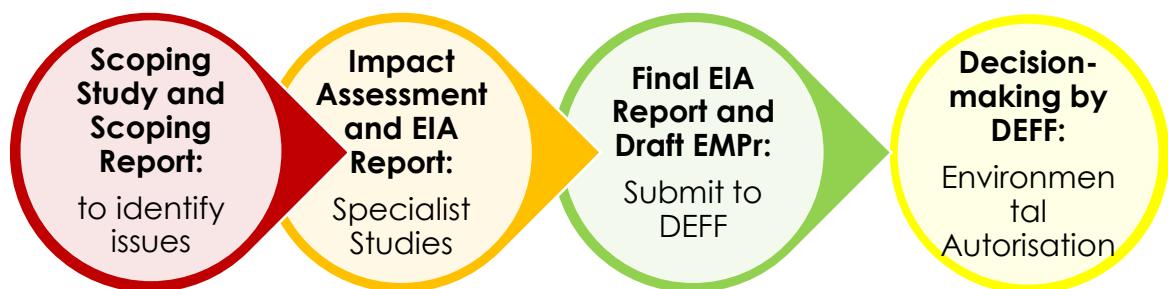 Scoping
Study and
Scoping
Report:
to identify
issues
Impact
Assessment
and EIA
Report:
Specialist
Studies
Final EIA
Report and
Draft EMPr:
Submit to
DEFF
Decision-
making by
DEFF:
Environmen
tal
Autorisation